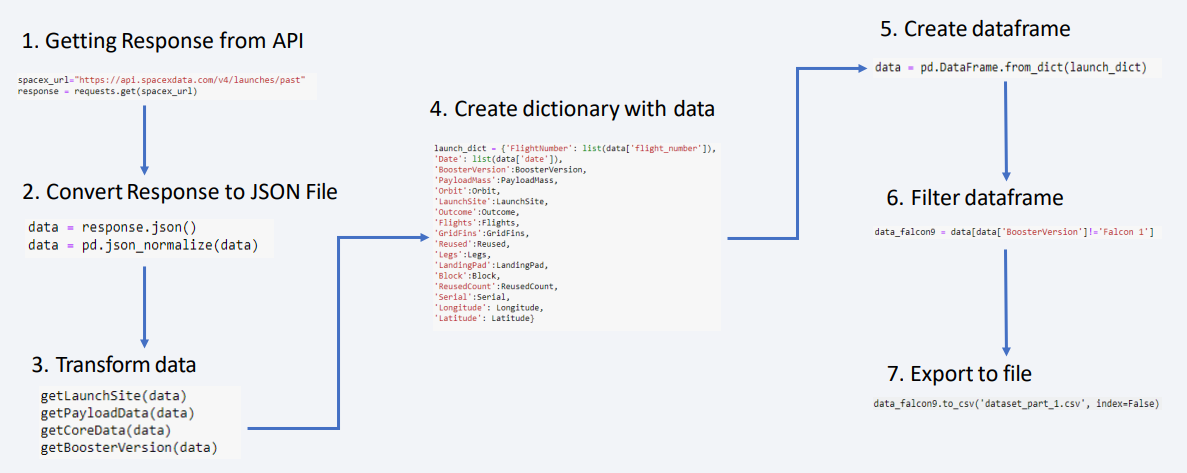 1. Getting Response from API
spacex_url="https://api.spacexdata.com/v4/launches/past"
response = requests.get(spacex_url)
2. Convert Response to JSON File
data = response.json()
data = pd.json_normalize(data)
3. Transform data
getLaunchSite(data)
getPayloadData(data)
getCoreData(data)
getBoosterVersion(data)
4. Create dictionary with data
launch_dict = {'FlightNumber': list(data['flight_number']),
'Date': list(data['date']),
'BoosterVersion':BoosterVersion,
'PayloadMass':PayloadMass,
'Orbit':Orbit,
'LaunchSite':LaunchSite,
'Outcome':Outcome,
'Flights':Flights,
'GridFins':GridFins,
'Reused':Reused,
'Legs':Legs,
'LandingPad':LandingPad,
'Block':Block,
'ReusedCount':ReusedCount,
'Serial':Serial,
'Longitude': Longitude,
'Latitude': Latitude}
5. Create dataframe
data = pd.DataFrame.from_dict(launch_dict)
6. Filter dataframe
data_falcon9 = data[data['BoosterVersion']!='Falcon 1']
7. Export to file
data_falcon9.to_csv('dataset_part_1.csv', index=False)